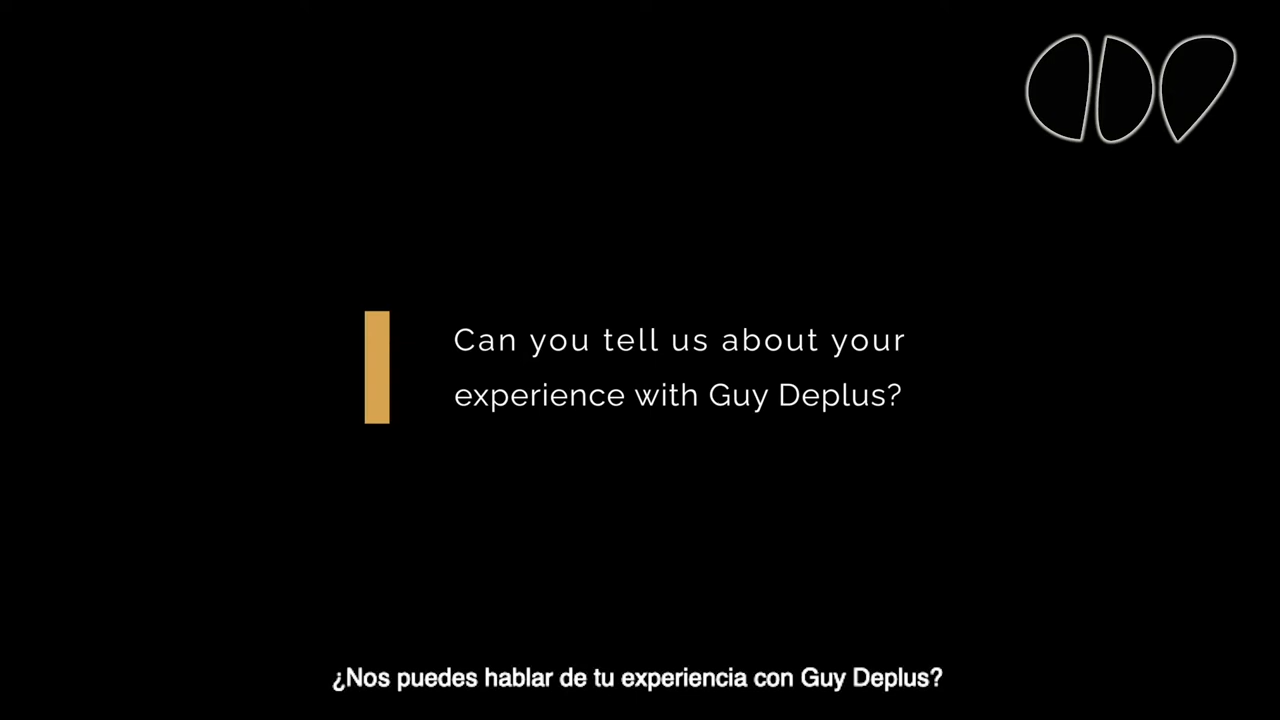 Can you tell us about your
experience with Guy Deplus?
¿Nos puedes hablar de tu experiencia con Guy Deplus?